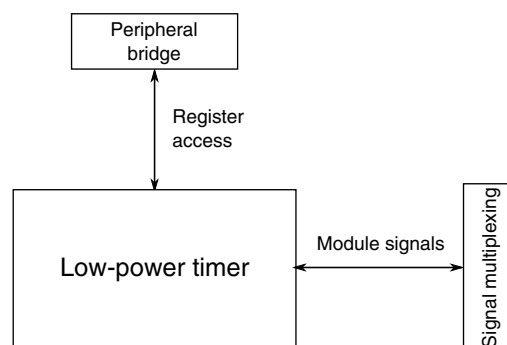 Peripheral
bridge
Register
access
Low-power timer
Module signals
Signal multiplexing